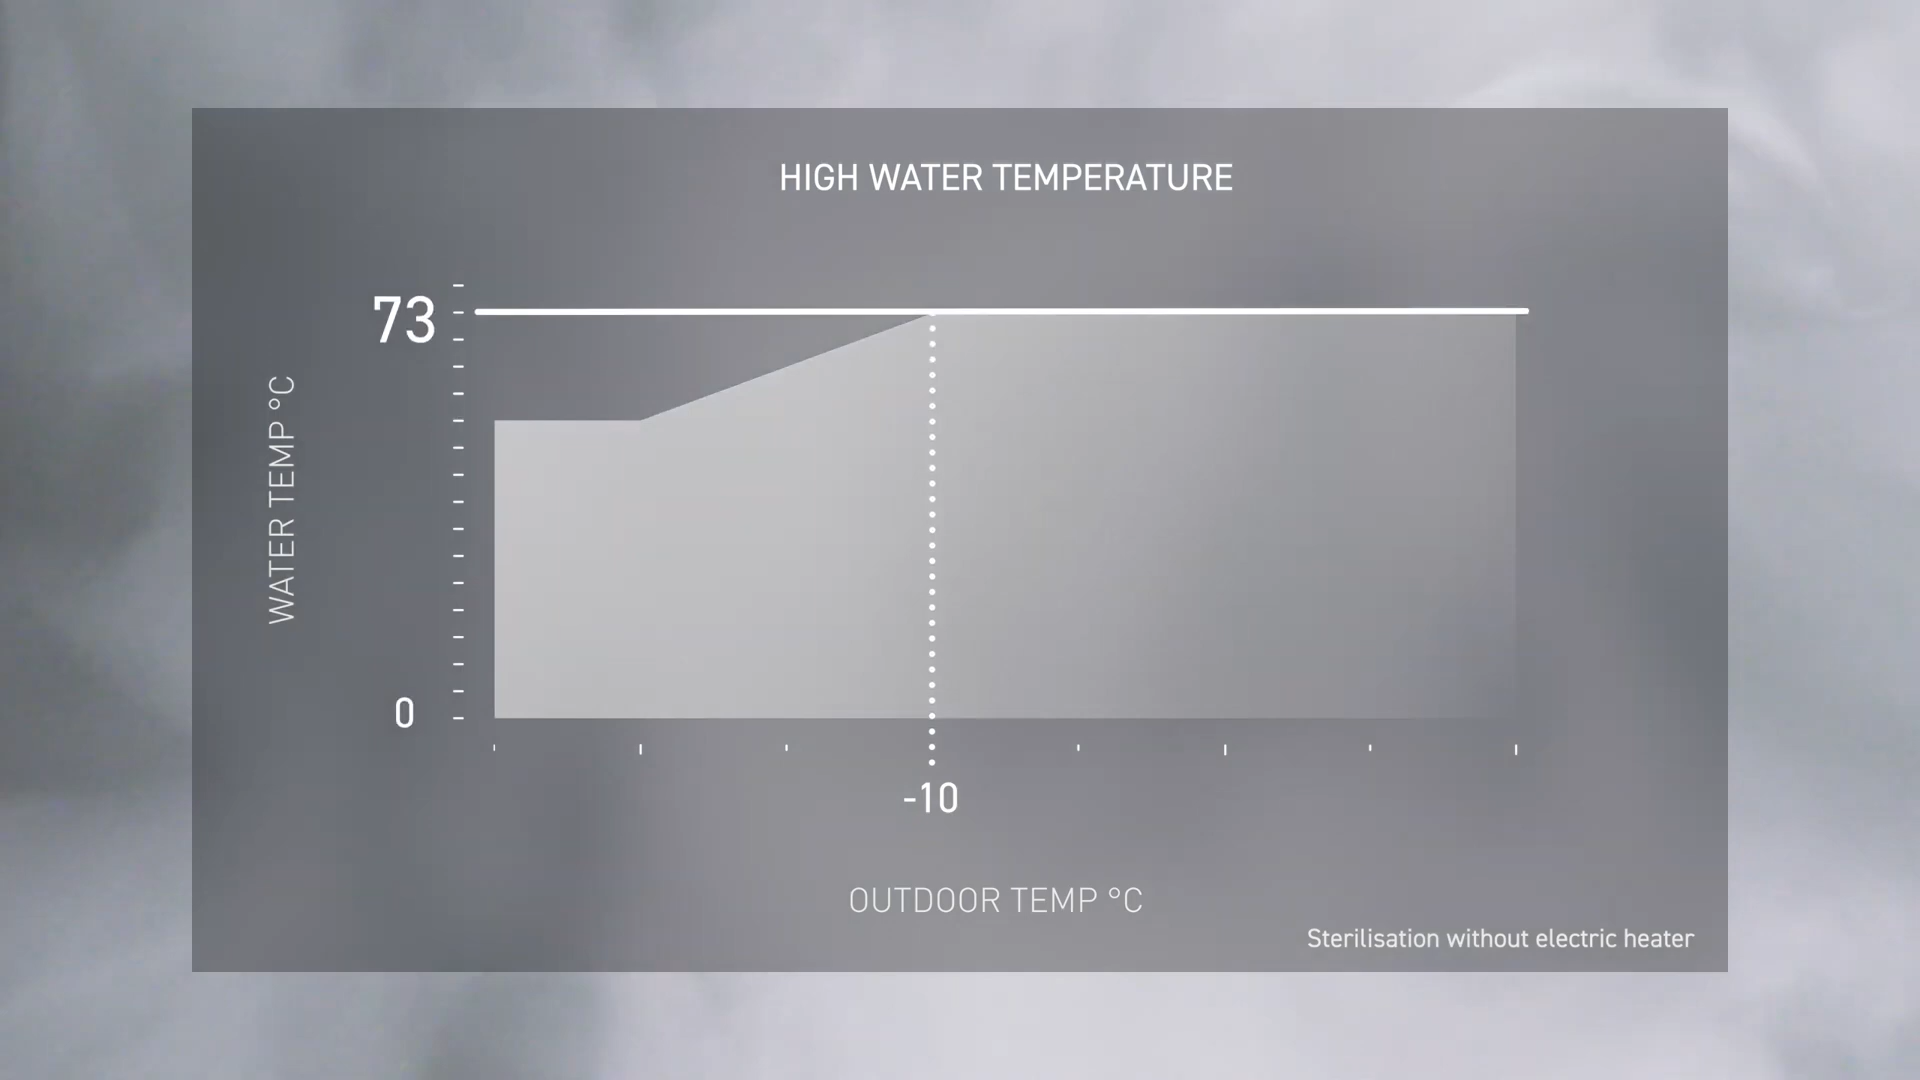 HIGH WATER TEMPERATURE
73
WATER TEMP °C
0
-10
OUTDOOR TEMP °C
Sterilisation without electric heater